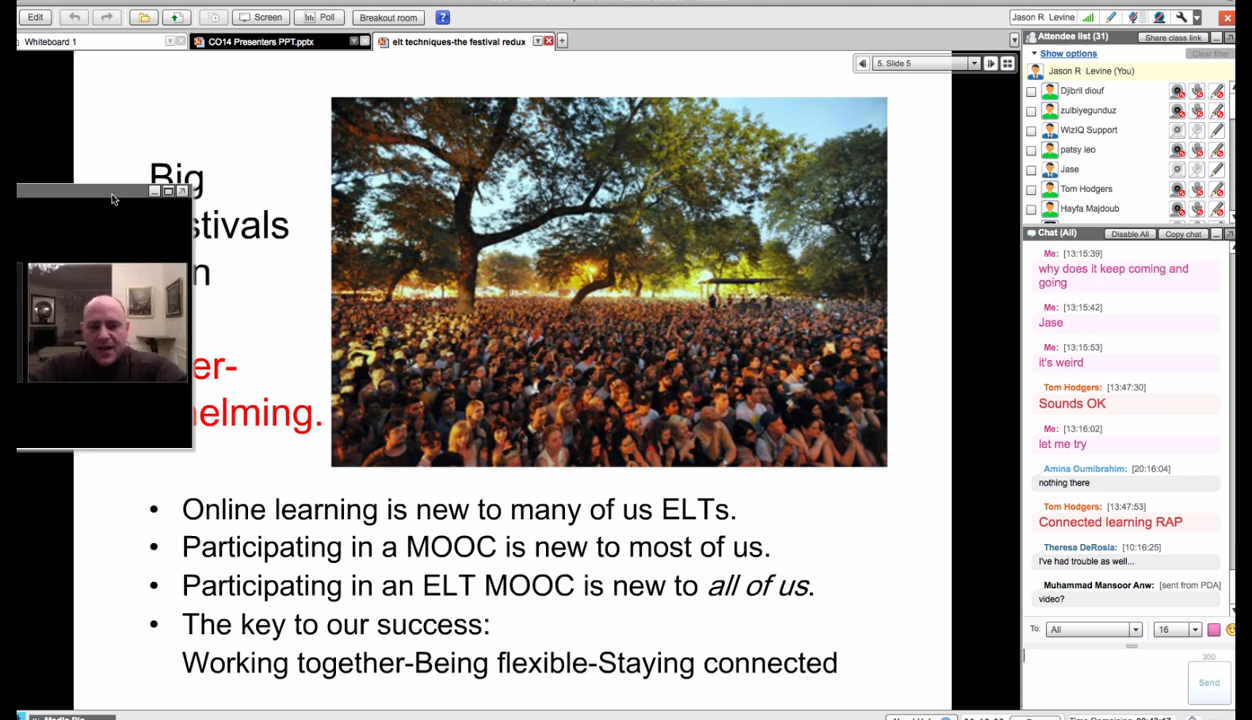 Edit
Screen
Poll
Breakout room
?
Jason R Levine
Whiteboard 1
CO14 Presenters PPT.pptx
elt techniques-the festival redux
5. Slide 5
Big
stivals
n
er-
helming.
• Online learning is new to many of us ELTs.
• Participating in a MOOC is new to most of us.
• Participating in an ELT MOOC is new to all of us.
• The key to our success:
Working together-Being flexible-Staying connected
Attendee list (31)
Share class link
Show options
Clear filter
Jason R Levine (You)
Djibril diouf
zulbiyegunduz
WizIQ Support
patsy leo
Jase
Tom Hodgers
Hayfa Majdoub
Chat (All)
Disable All
Copy chat
Me: [13:15:39]
why does it keep coming and
going
Me: [13:15:42]
Jase
Me: [13:15:53]
it's weird
Tom Hodgers: [13:47:30]
Sounds OK
Me: [13:16:02]
let me try
Amina Oumibrahim: [20:16:04]
nothing there
Tom Hodgers: [13:47:53]
Connected learning RAP
Theresa DeRosia: [10:16:25]
I've had trouble as well...
Muhammad Mansoor Anw: [sent from PDA]
video?
To: All
16
300
Send